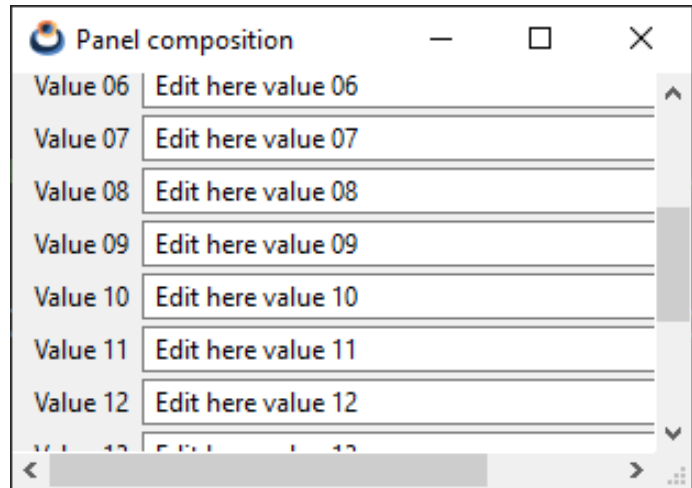 Panel composition
Value 06 Edit here value 06
Value 07 Edit here value 07
Value 08 Edit here value 08
Value 09 Edit here value 09
Value 10 Edit here value 10
Value 11 Edit here value 11
Value 12 Edit here value 12